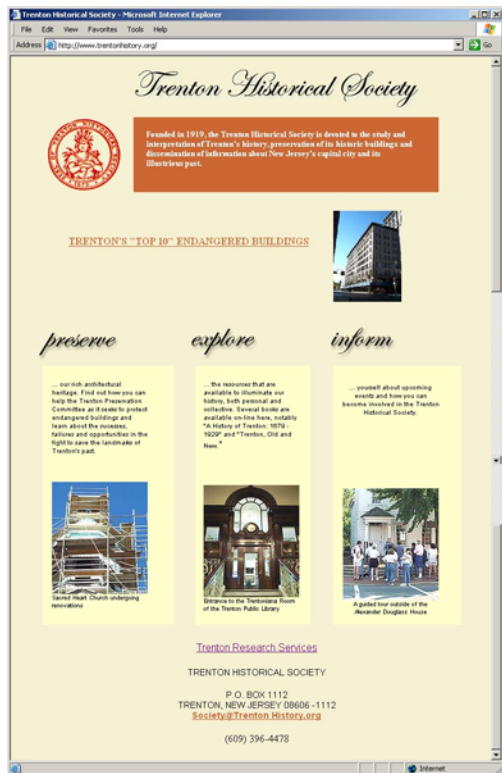 Trenton Historical Society - Microsoft Internet Explorer
File Edit View Favorites Tools Help
Address http://www.trentonhistory.org/ Go
Trenton Historical Society
Founded in 1919, the Trenton Historical Society is devoted to the study and
interpretation of Trenton's history, preservation of its historic buildings and
dissemination of information about New Jersey's capital city and its
illustrious past.
TRENTON'S "TOP 10" ENDANGERED BUILDINGS
preserve
... our rich architectural
heritage. Find out how you can
help the Trenton Preservation
Committee as it seeks to protect
endangered buildings and
learn about the sucesses,
failures and opportunities in the
fight to save the landmarks of
Trenton's past.
Sacred Heart Church undergoing
renovations
explore
... the resources that are
available to illuminate our
history, both personal and
collective. Several books are
available on-line here, notably
"A History of Trenton: 1679 -
1929" and "Trenton, Old and
New."
Entrance to the Trentoniana Room
of the Trenton Public Library
inform
... youself about upcoming
events and how you can
become involved in the Trenton
Historical Society.
A guided tour outside of the
Alexander Douglass House
Trenton Research Services
TRENTON HISTORICAL SOCIETY
P.O. BOX 1112
TRENTON, NEW JERSEY 08606 -1112
Society@Trenton History.org
(609) 396-4478
Internet